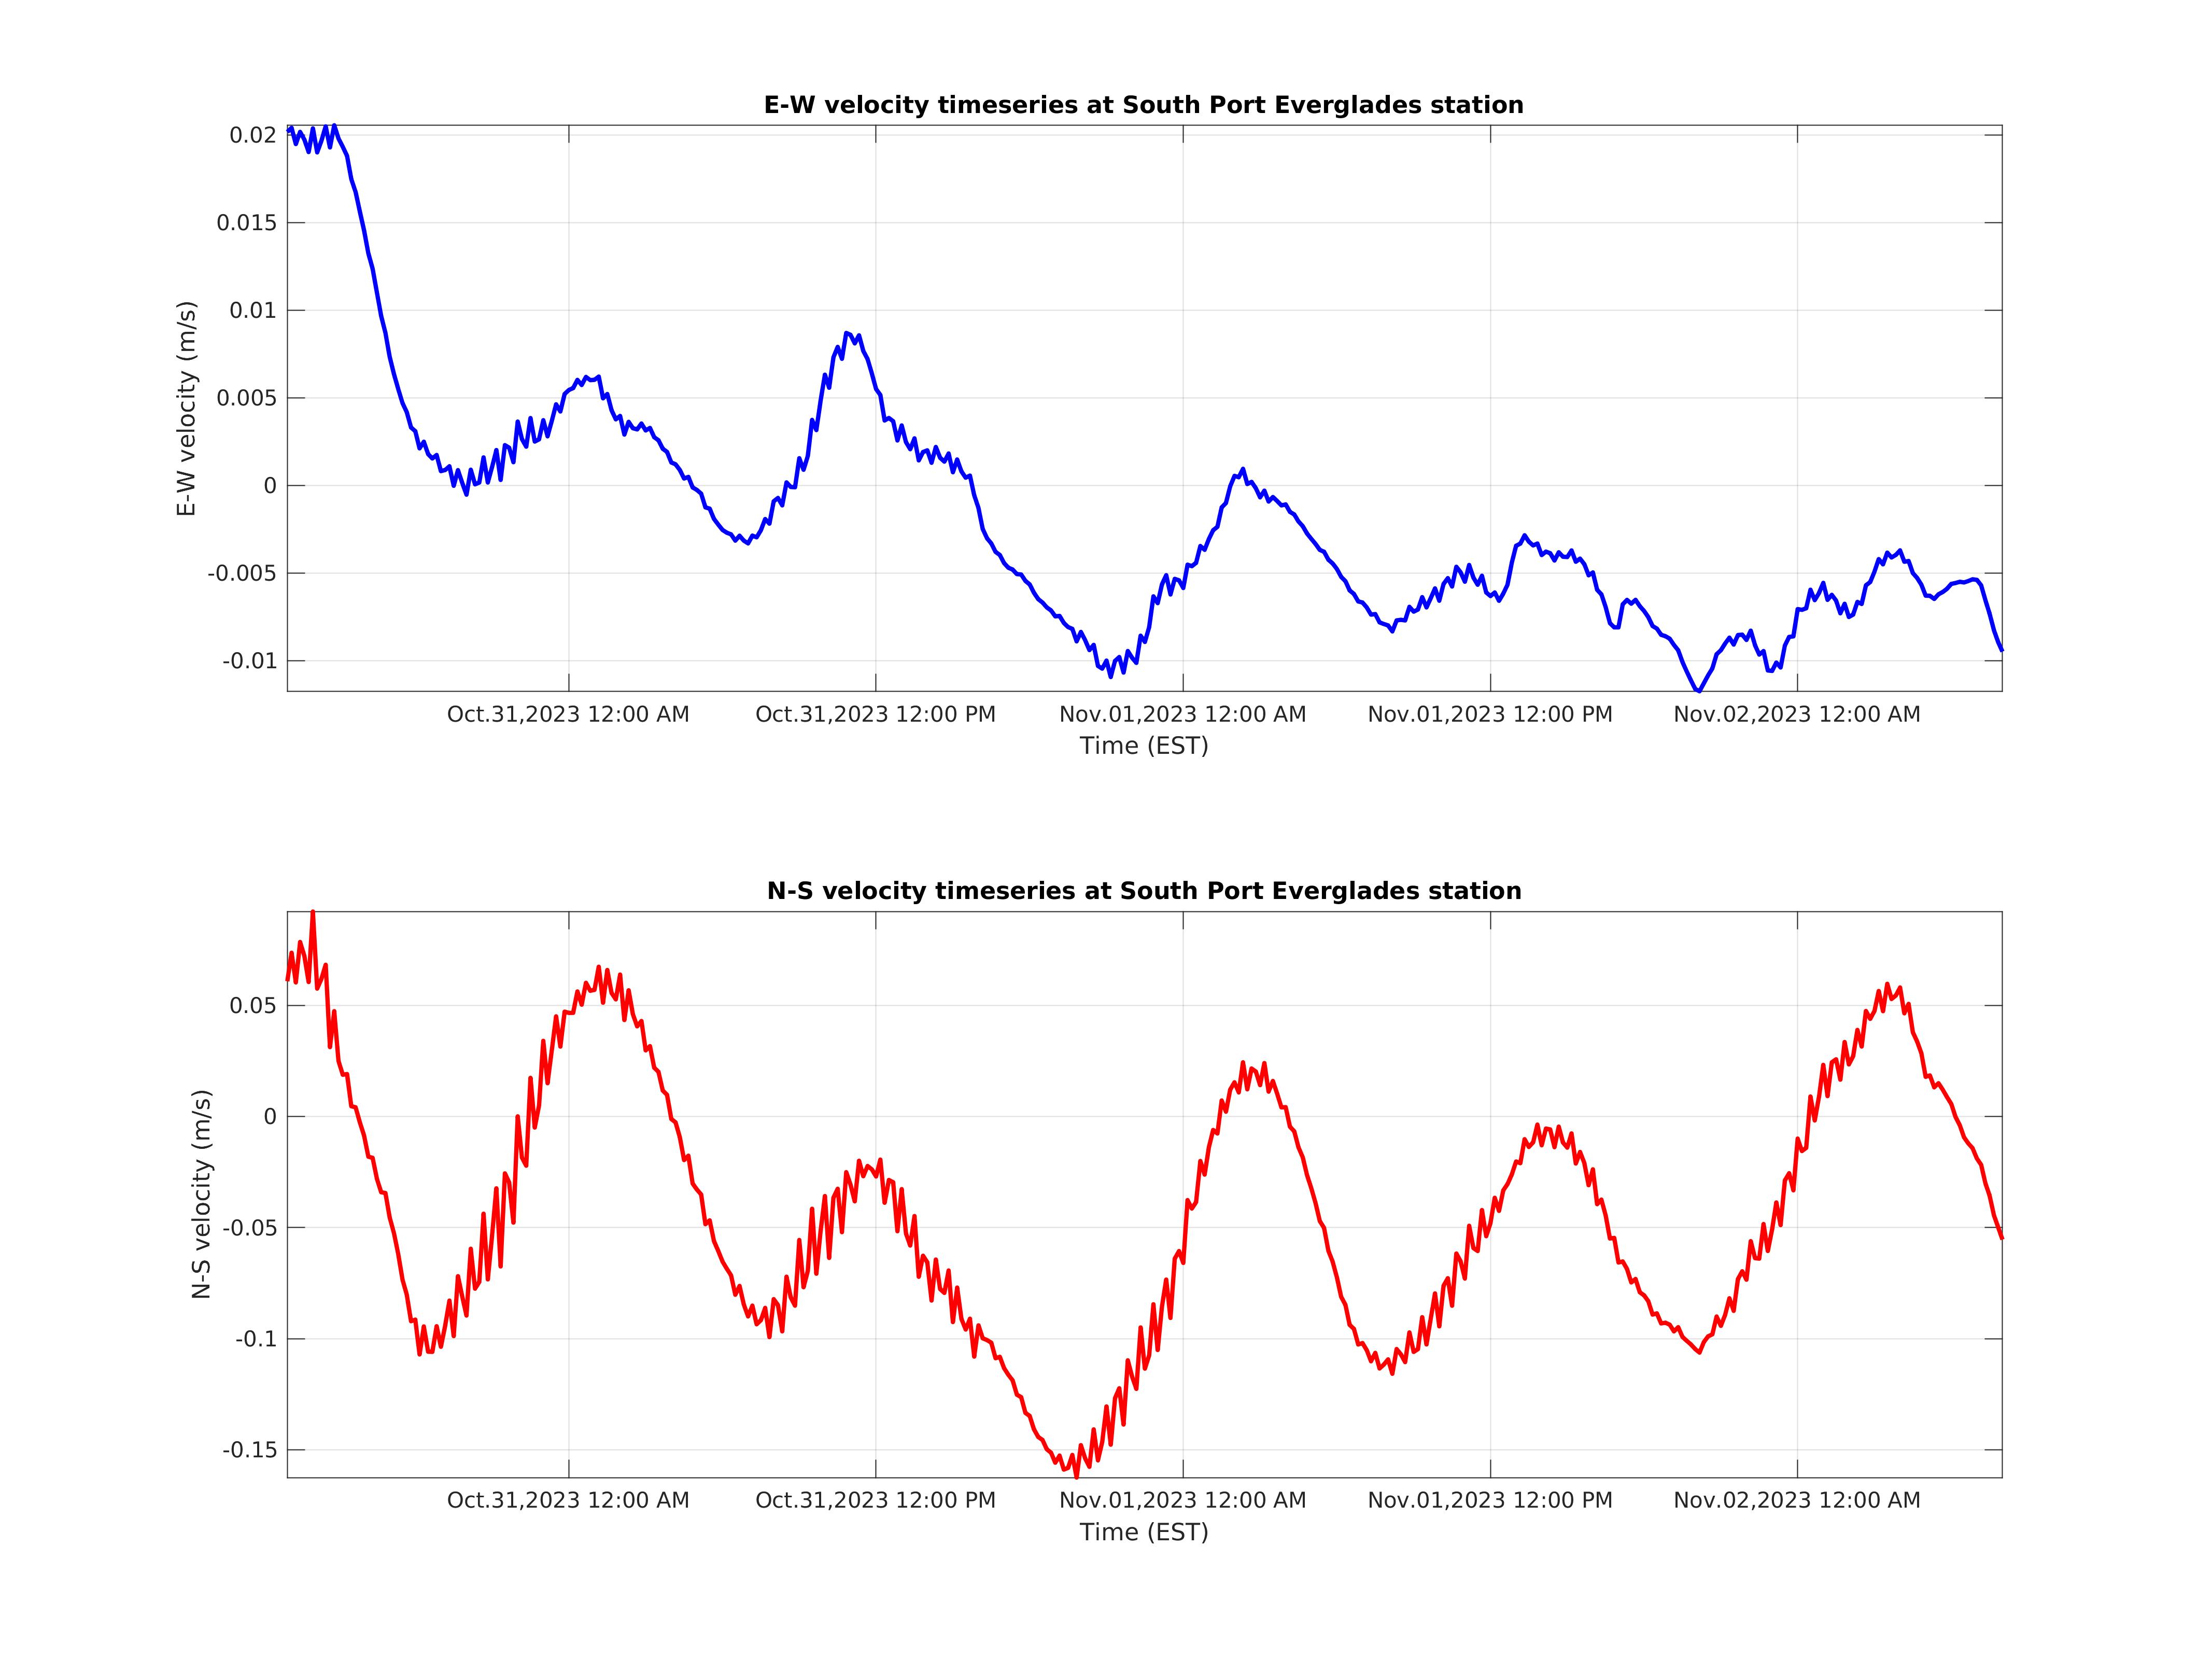 E-W velocity timeseries at South Port Everglades station
0.02
0.015
0.01
0.005
0
-0.005
-0.01
E-W velocity (m/s)
Oct.31,2023 12:00 AM Oct.31,2023 12:00 PM Nov.01,2023 12:00 AM Nov.01,2023 12:00 PM Nov.02,2023 12:00 AM
Time (EST)
N-S velocity timeseries at South Port Everglades station
0.05
0
-0.05
-0.1
-0.15
N-S velocity (m/s)
Oct.31,2023 12:00 AM Oct.31,2023 12:00 PM Nov.01,2023 12:00 AM Nov.01,2023 12:00 PM Nov.02,2023 12:00 AM
Time (EST)